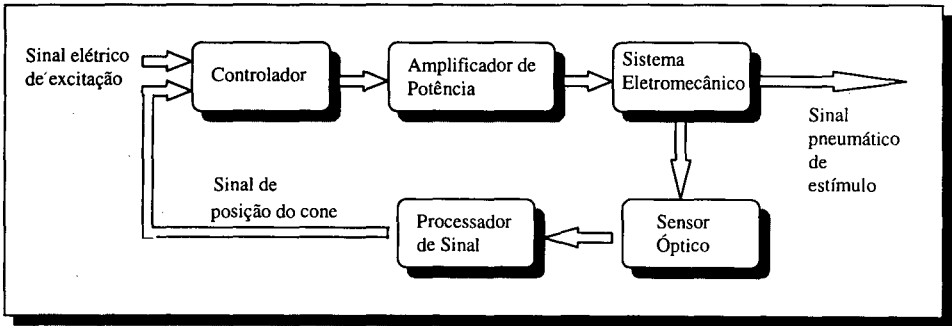 Sinal elétrico
de excitação
Controlador
Amplificador de
Potência
Sistema
Eletromecânico
Sinal
pneumático
de
estímulo
Sinal de
posição do cone
Processador
de Sinal
Sensor
Óptico